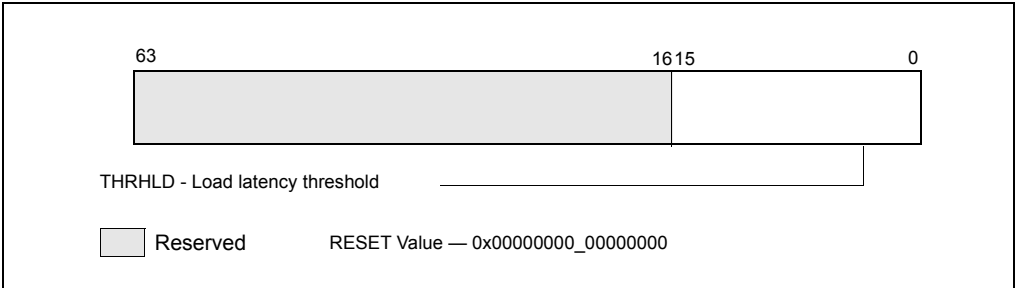 63 1615 0
THRHLD - Load latency threshold
Reserved RESET Value — 0x00000000_00000000